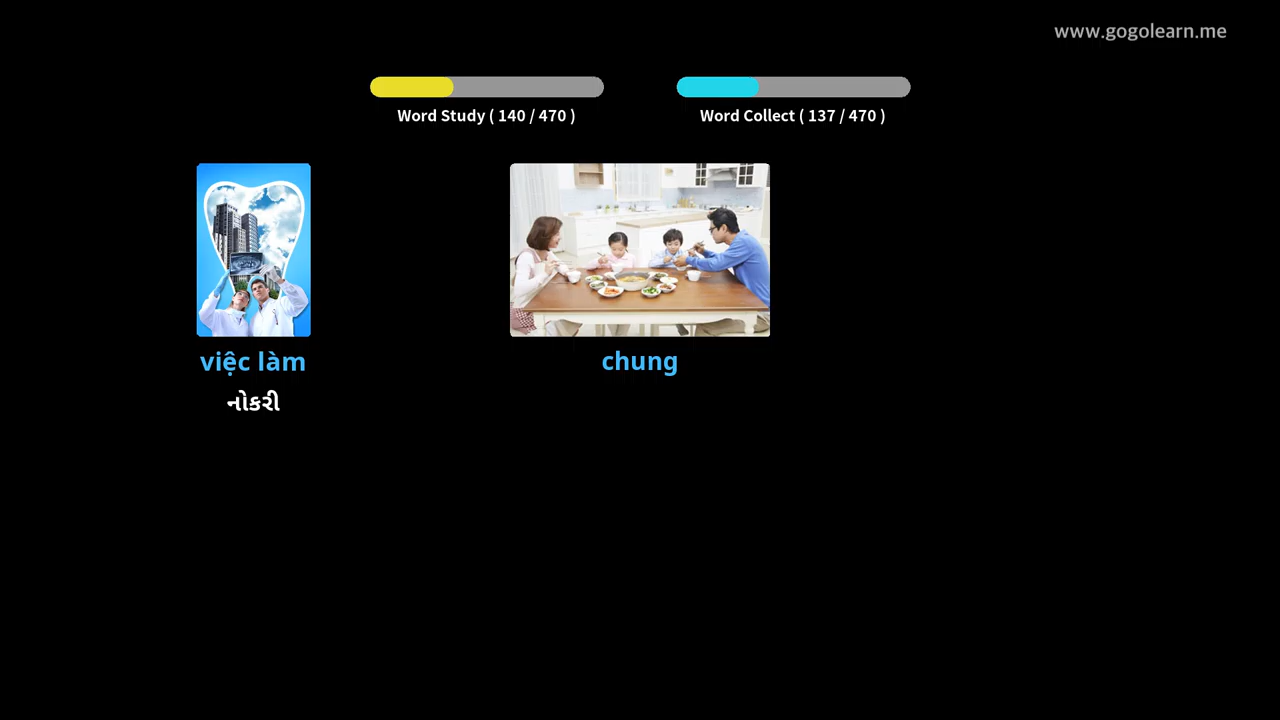 www.gogolearn.me
Word Study ( 140 / 470 )
Word Collect ( 137 / 470 )
việc làm
chung
નોકરી